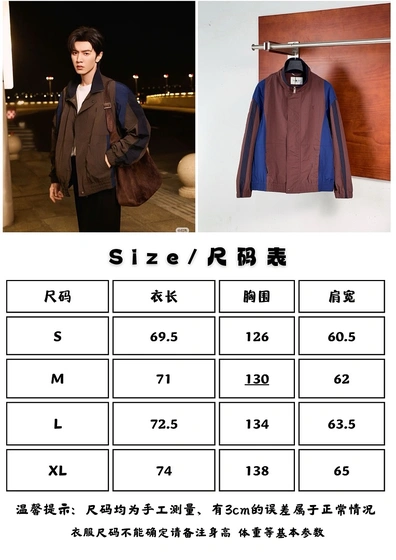 Size/尺码表
尺码 衣长 胸围 肩宽
S 69.5 126 60.5
M 71 130 62
L 72.5 134 63.5
XL 74 138 65
温馨提示：尺码均为手工测量、有3cm的误差属于正常情况
衣服尺码不能确定请备注身高 体重等基本参数